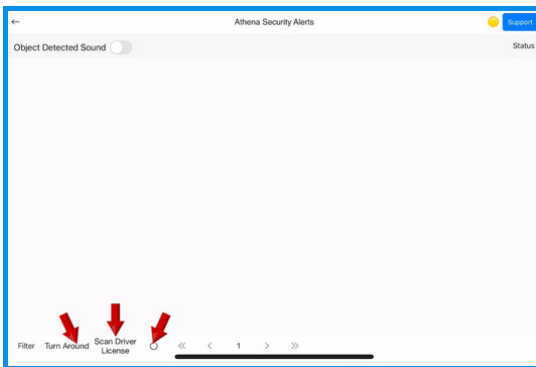 ← Athena Security Alerts Support
Object Detected Sound Status
Filter Turn Around Scan Driver
License
« < 1 > »